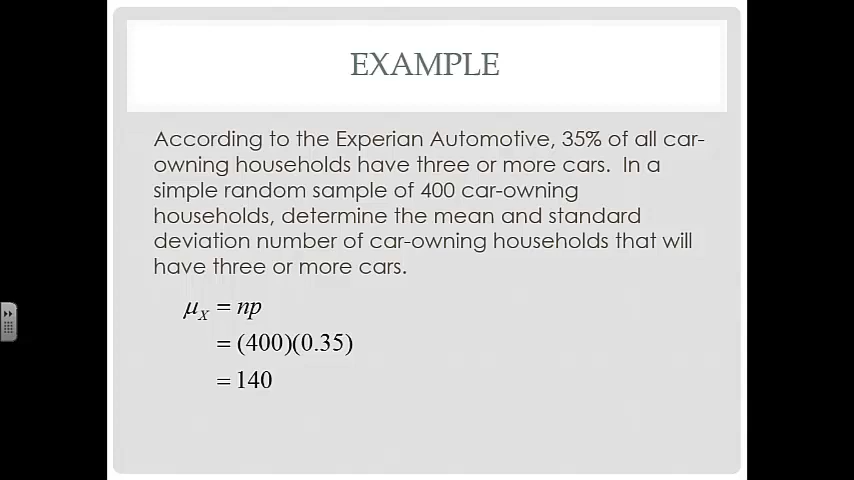 EXAMPLE
According to the Experian Automotive, 35% of all car-
owning households have three or more cars.  In a
simple random sample of 400 car-owning
households, determine the mean and standard
deviation number of car-owning households that will
have three or more cars.
μ_X = np
= (400)(0.35)
= 140